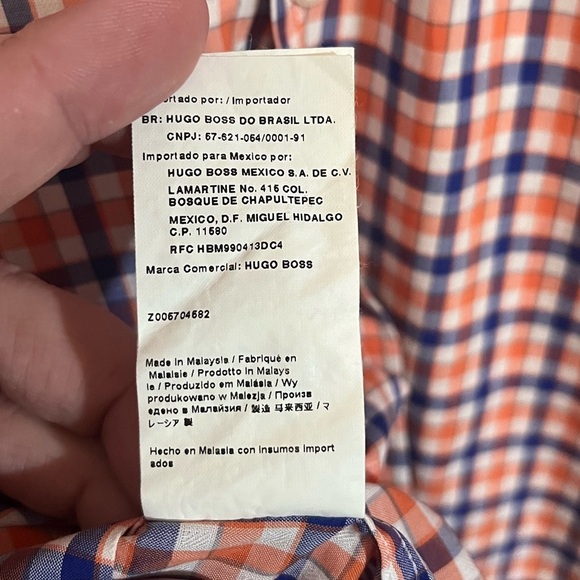 ortado por: / Importador
BR: HUGO BOSS DO BRASIL LTDA.
CNPJ: 57-621-064/0001-91
Importado para Mexico por:
HUGO BOSS MEXICO S.A. DE C.V.
LAMARTINE No. 415 COL.
BOSQUE DE CHAPULTEPEC
MEXICO, D.F. MIGUEL HIDALGO
C.P. 11580
RFC HBM990413DC4
Marca Comercial: HUGO BOSS
Z005704582
Made in Malaysia / Fabriqué en
Malaisie / Prodotto in Malays
ie / Produzido em Malásia / Wy
produkowano w Malezja / Произв
едено в Малайзия / 製造 马来西亚 / マ
レーシア 製
Hecho en Malasia con insumos import
ados